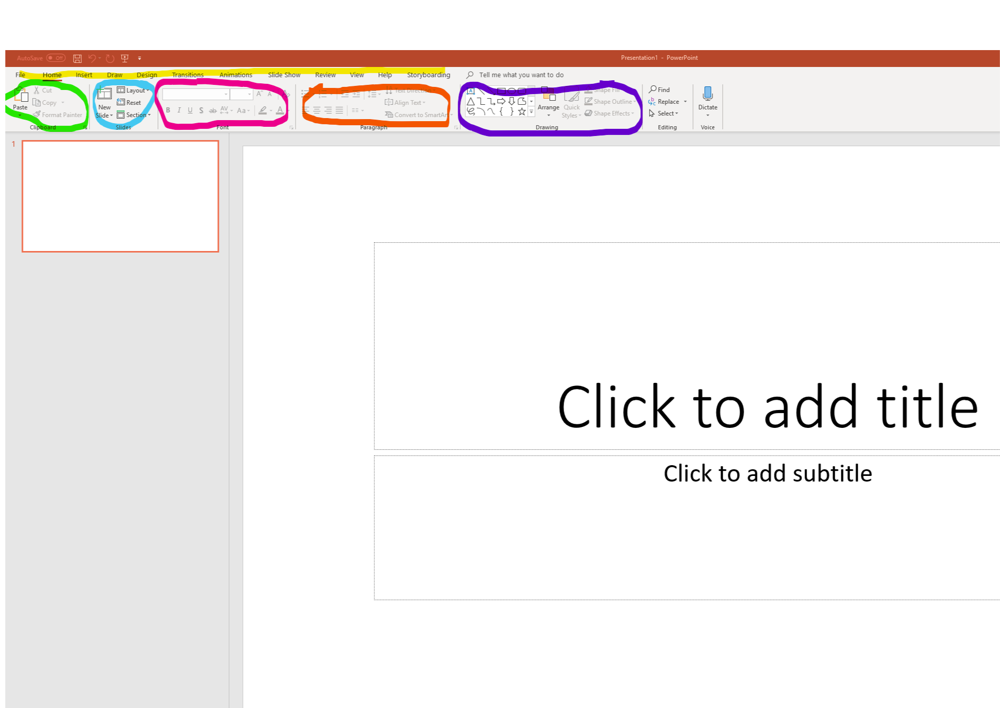 AutoSave Off
Presentation1 - PowerPoint
File Home Insert Draw Design Transitions Animations Slide Show Review View Help Storyboarding Tell me what you want to do
Paste
Cut
Copy
Format Painter
Clipboard
New Slide
Layout
Reset
Section
Slides
B I U S ab AV Aa A
Font
Text Direction
Align Text
Convert to SmartArt
Paragraph
Arrange
Quick Styles
Shape Fill
Shape Outline
Shape Effects
Drawing
Find
Replace
Select
Editing
Dictate
Voice
1
Click to add title
Click to add subtitle